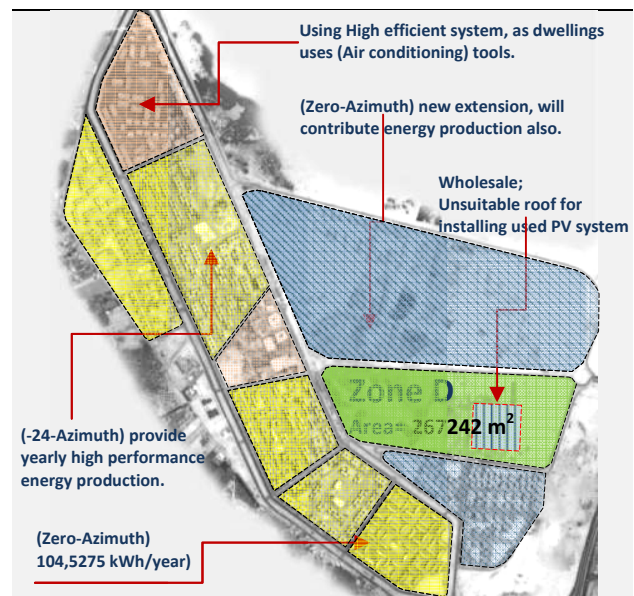 Using High efficient system, as dwellings
uses (Air conditioning) tools.
(Zero-Azimuth) new extension, will
contribute energy production also.
Wholesale;
Unsuitable roof for
installing used PV system
Zone D
Area= 267242 m²
(-24-Azimuth) provide
yearly high performance
energy production.
(Zero-Azimuth)
104,5275 kWh/year)